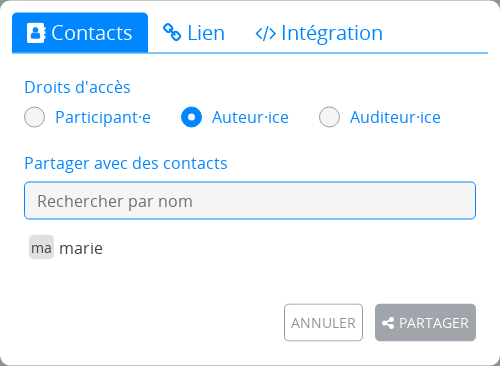 Contacts Lien </> Intégration
Droits d'accès
Participant·e Auteur·ice Auditeur·ice
Partager avec des contacts
Rechercher par nom
ma marie
ANNULER PARTAGER